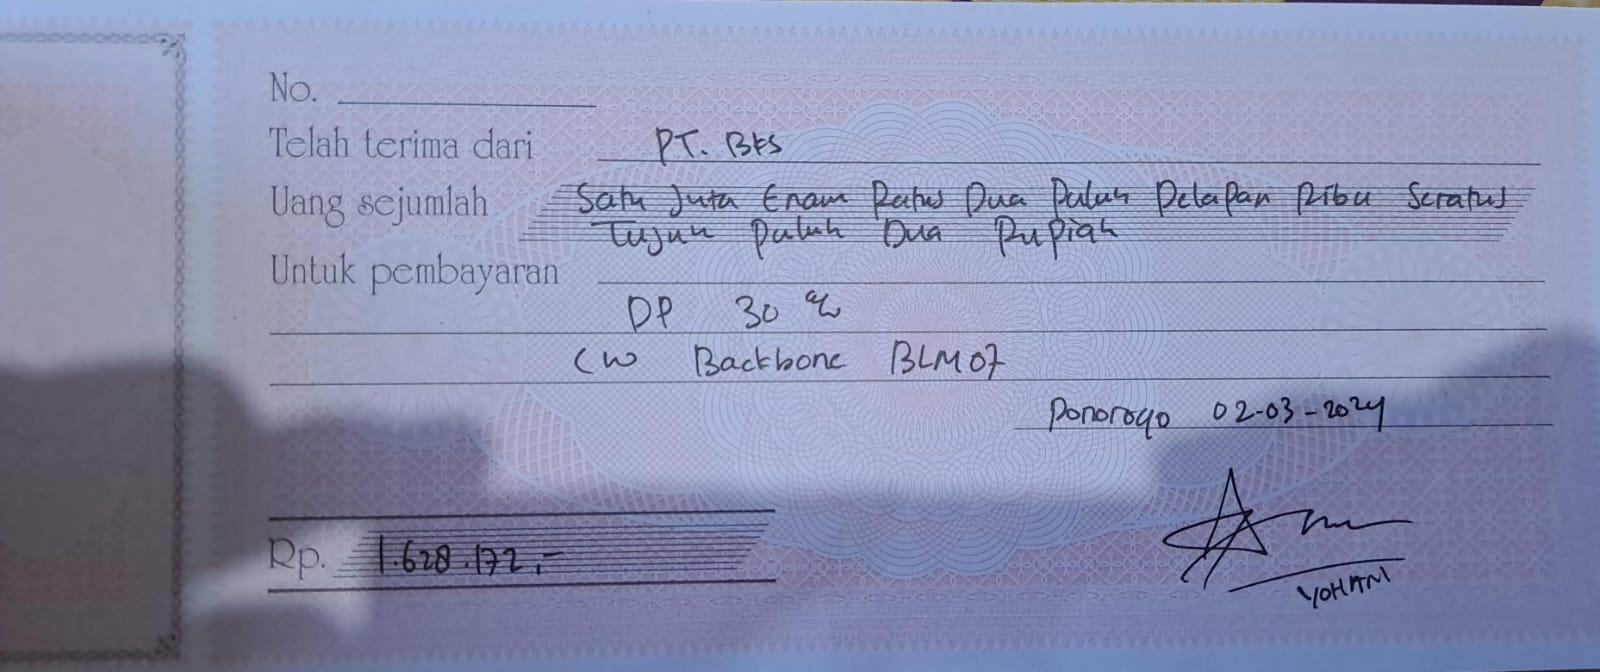 No.
Telah terima dari PT. BKS
Uang sejumlah Satu Juta Enam Ratus Dua Puluh Delapan Ribu Seratus
Tujuh Puluh Dua Rupiah
Untuk pembayaran
DP 30 %
CW Backbone BLM07
Ponorogo 02-03-2024
Rp. 1.628.172,-
YOHANI